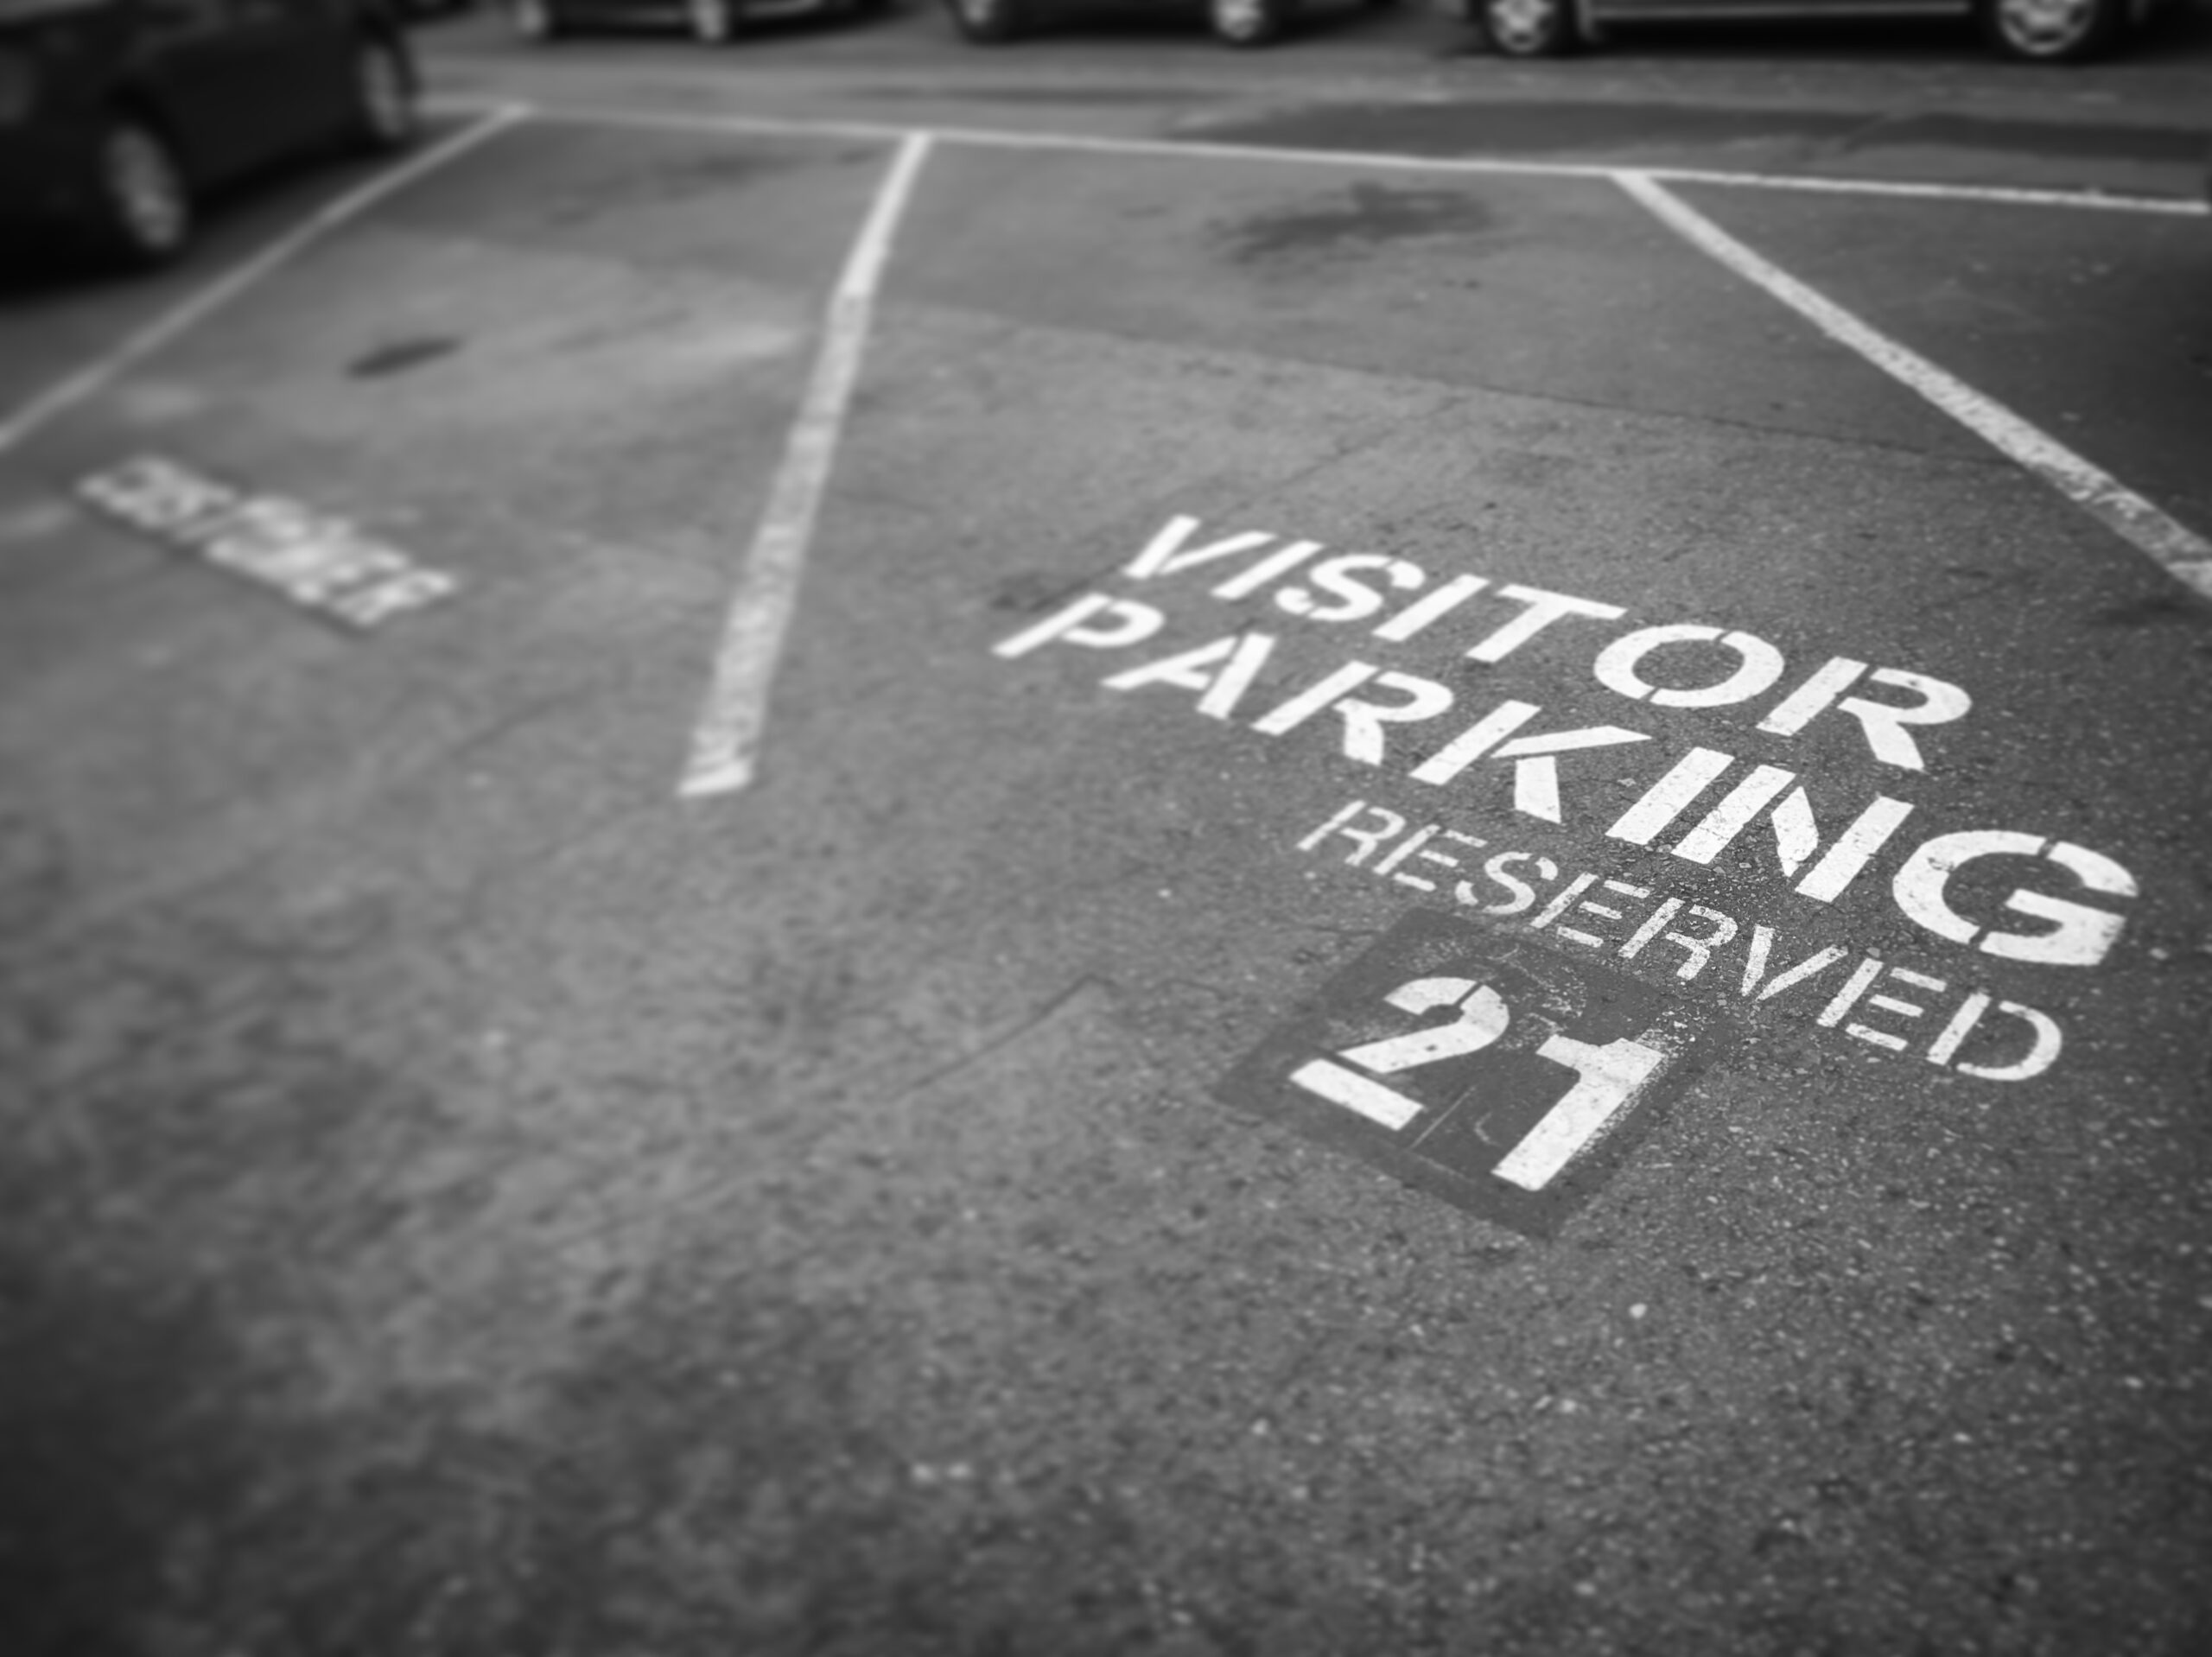 VISITOR
PARKING
RESERVED
21